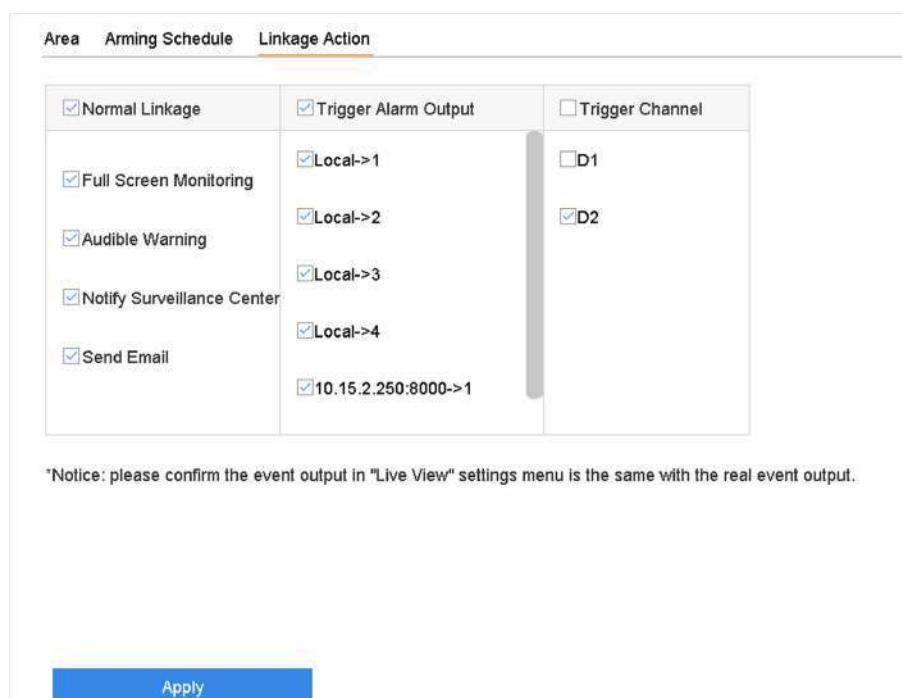 Area Arming Schedule Linkage Action
Normal Linkage Trigger Alarm Output Trigger Channel
Local->1 D1
Full Screen Monitoring
Local->2 D2
Audible Warning
Local->3
Notify Surveillance Center
Local->4
Send Email
10.15.2.250:8000->1
*Notice: please confirm the event output in "Live View" settings menu is the same with the real event output.
Apply